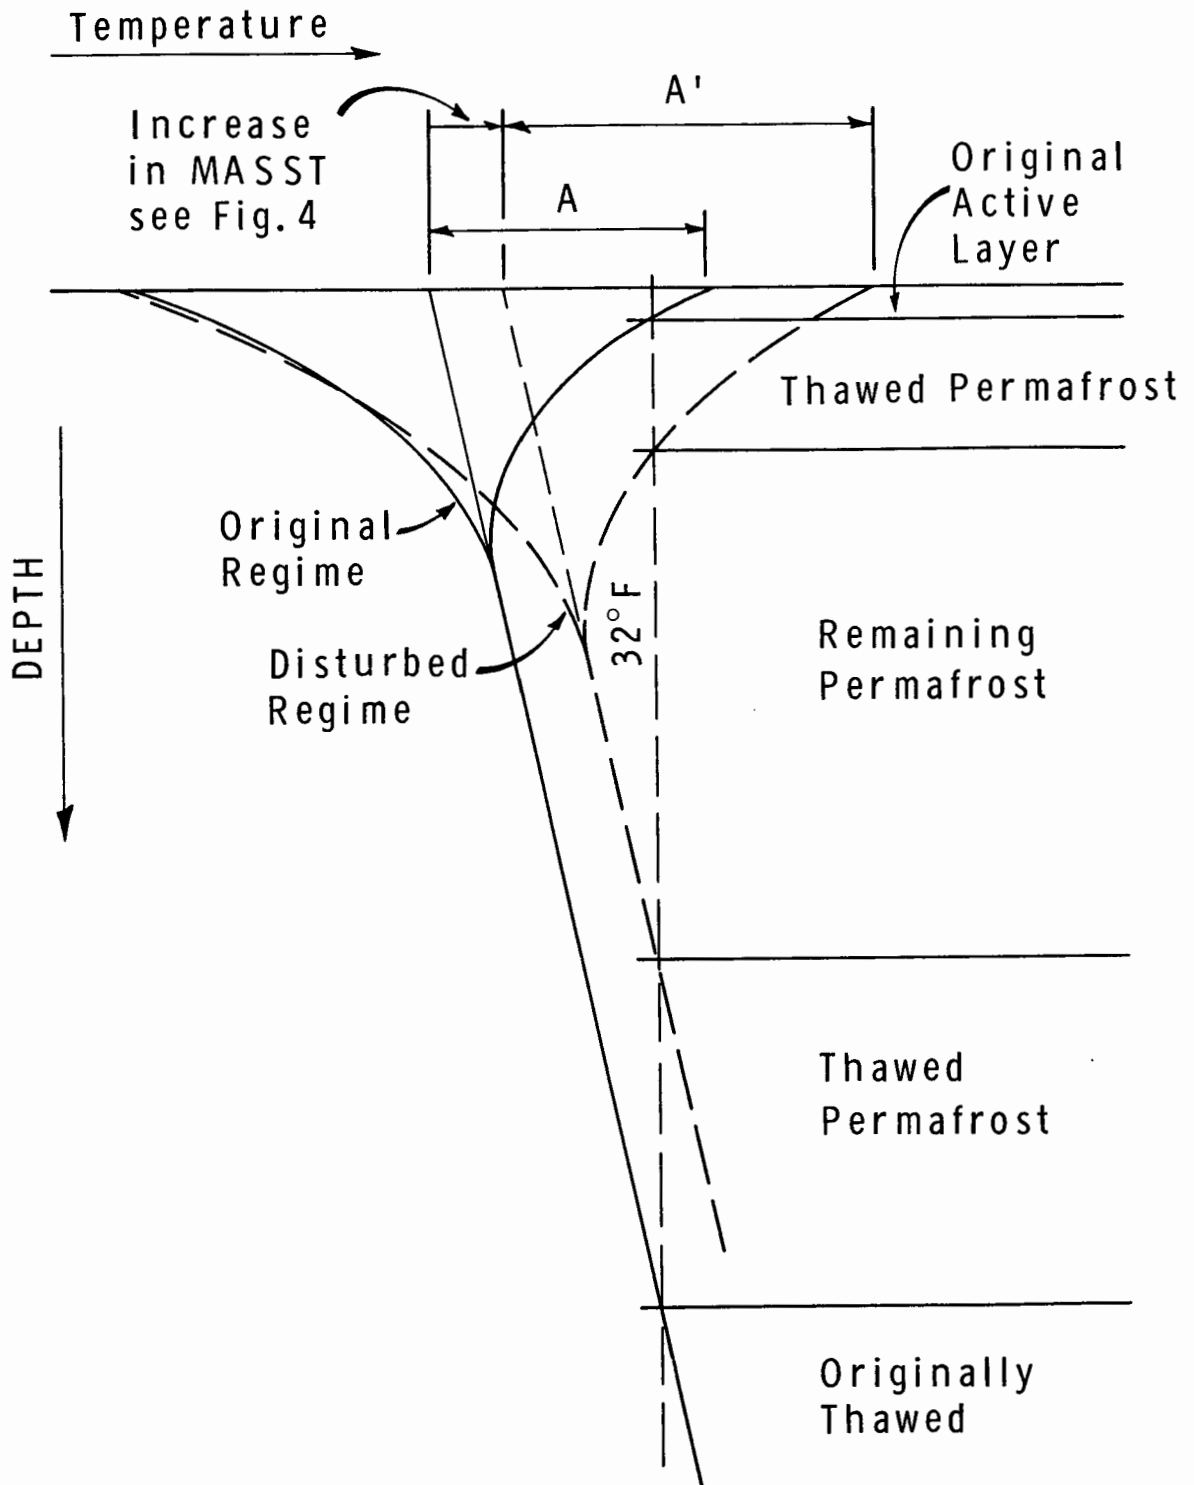 Temperature
Increase
in MASST
see Fig. 4
A'
A
Original
Active
Layer
Thawed Permafrost
Original
Regime
DEPTH
32°F
Disturbed
Regime
Remaining
Permafrost
Thawed
Permafrost
Originally
Thawed